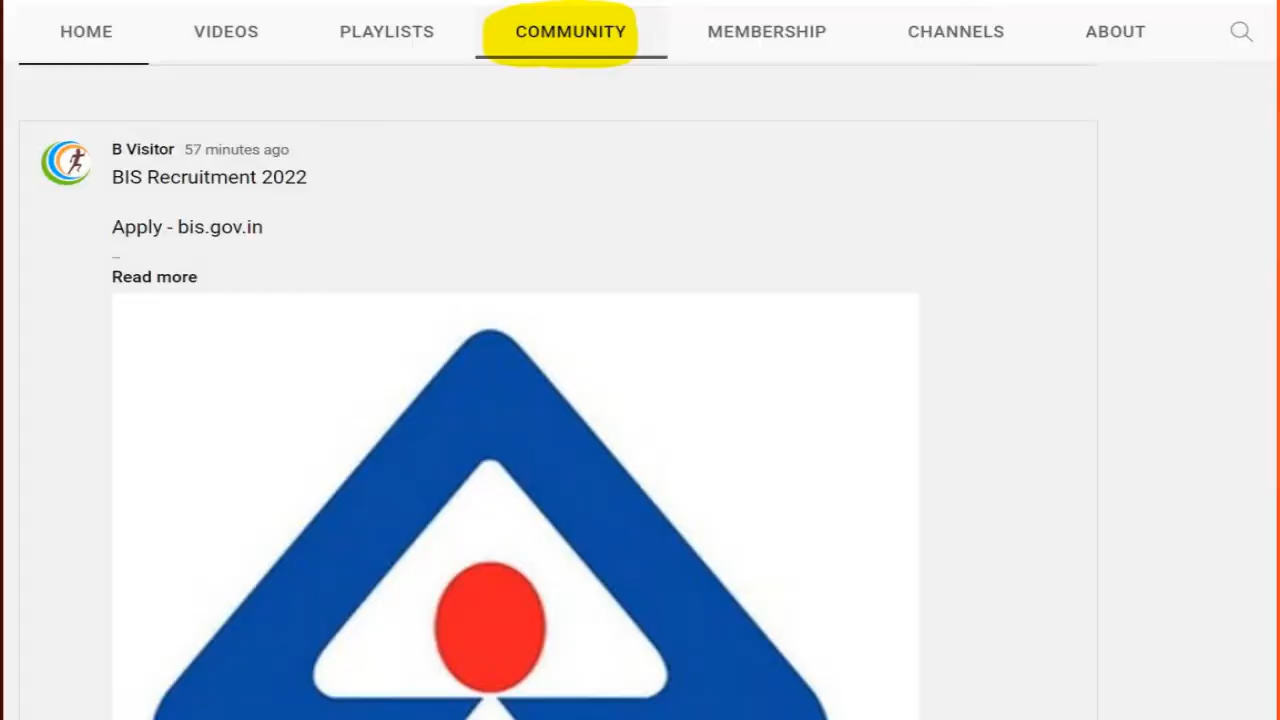 HOME VIDEOS PLAYLISTS COMMUNITY MEMBERSHIP CHANNELS ABOUT
B Visitor 57 minutes ago
BIS Recruitment 2022
Apply - bis.gov.in
_
Read more